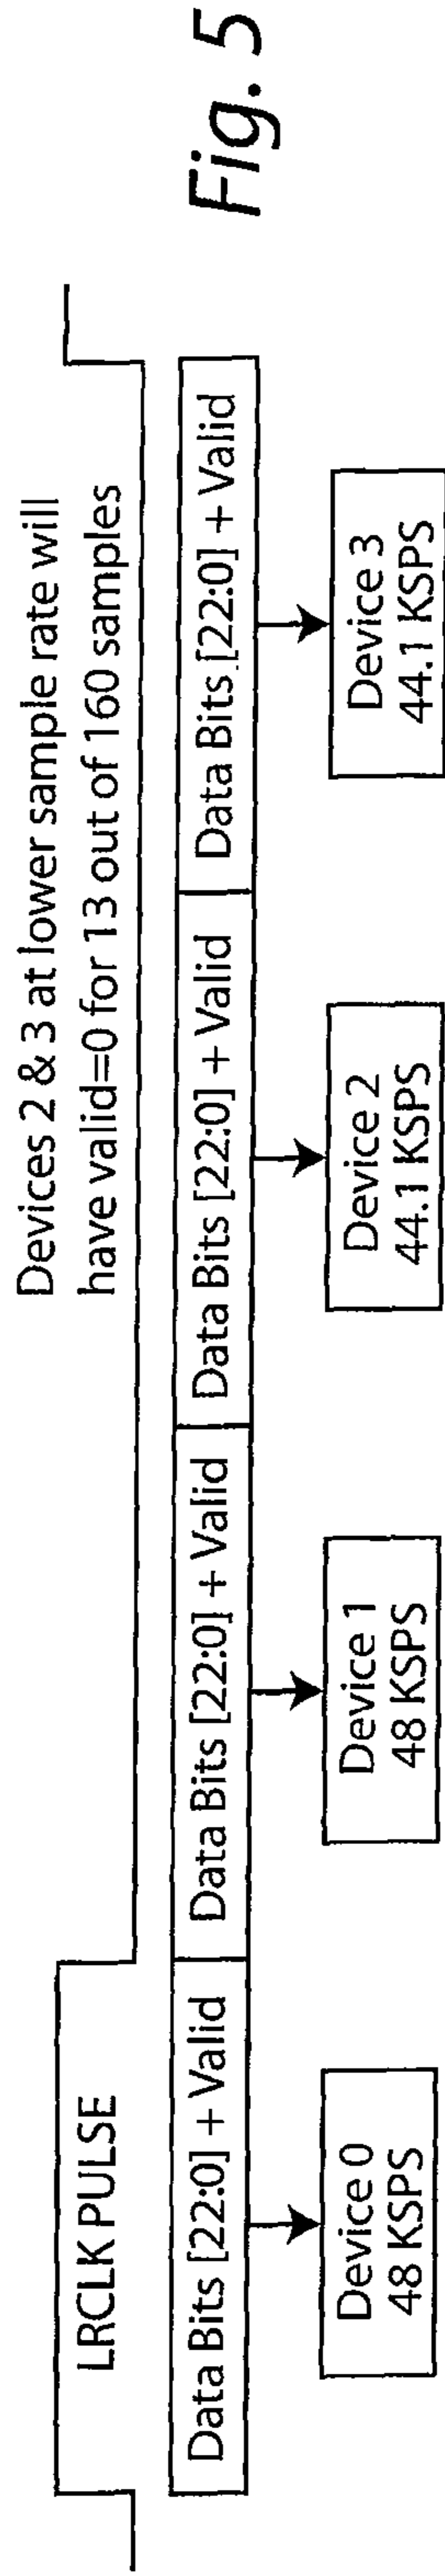 Devices 2 & 3 at lower sample rate will
have valid=0 for 13 out of 160 samples
LRCLK PULSE
Data Bits [22:0] + Valid
Data Bits [22:0] + Valid
Data Bits [22:0] + Valid
Data Bits [22:0] + Valid
Device 0
48 KSPS
Device 1
48 KSPS
Device 2
44.1 KSPS
Device 3
44.1 KSPS
Fig. 5